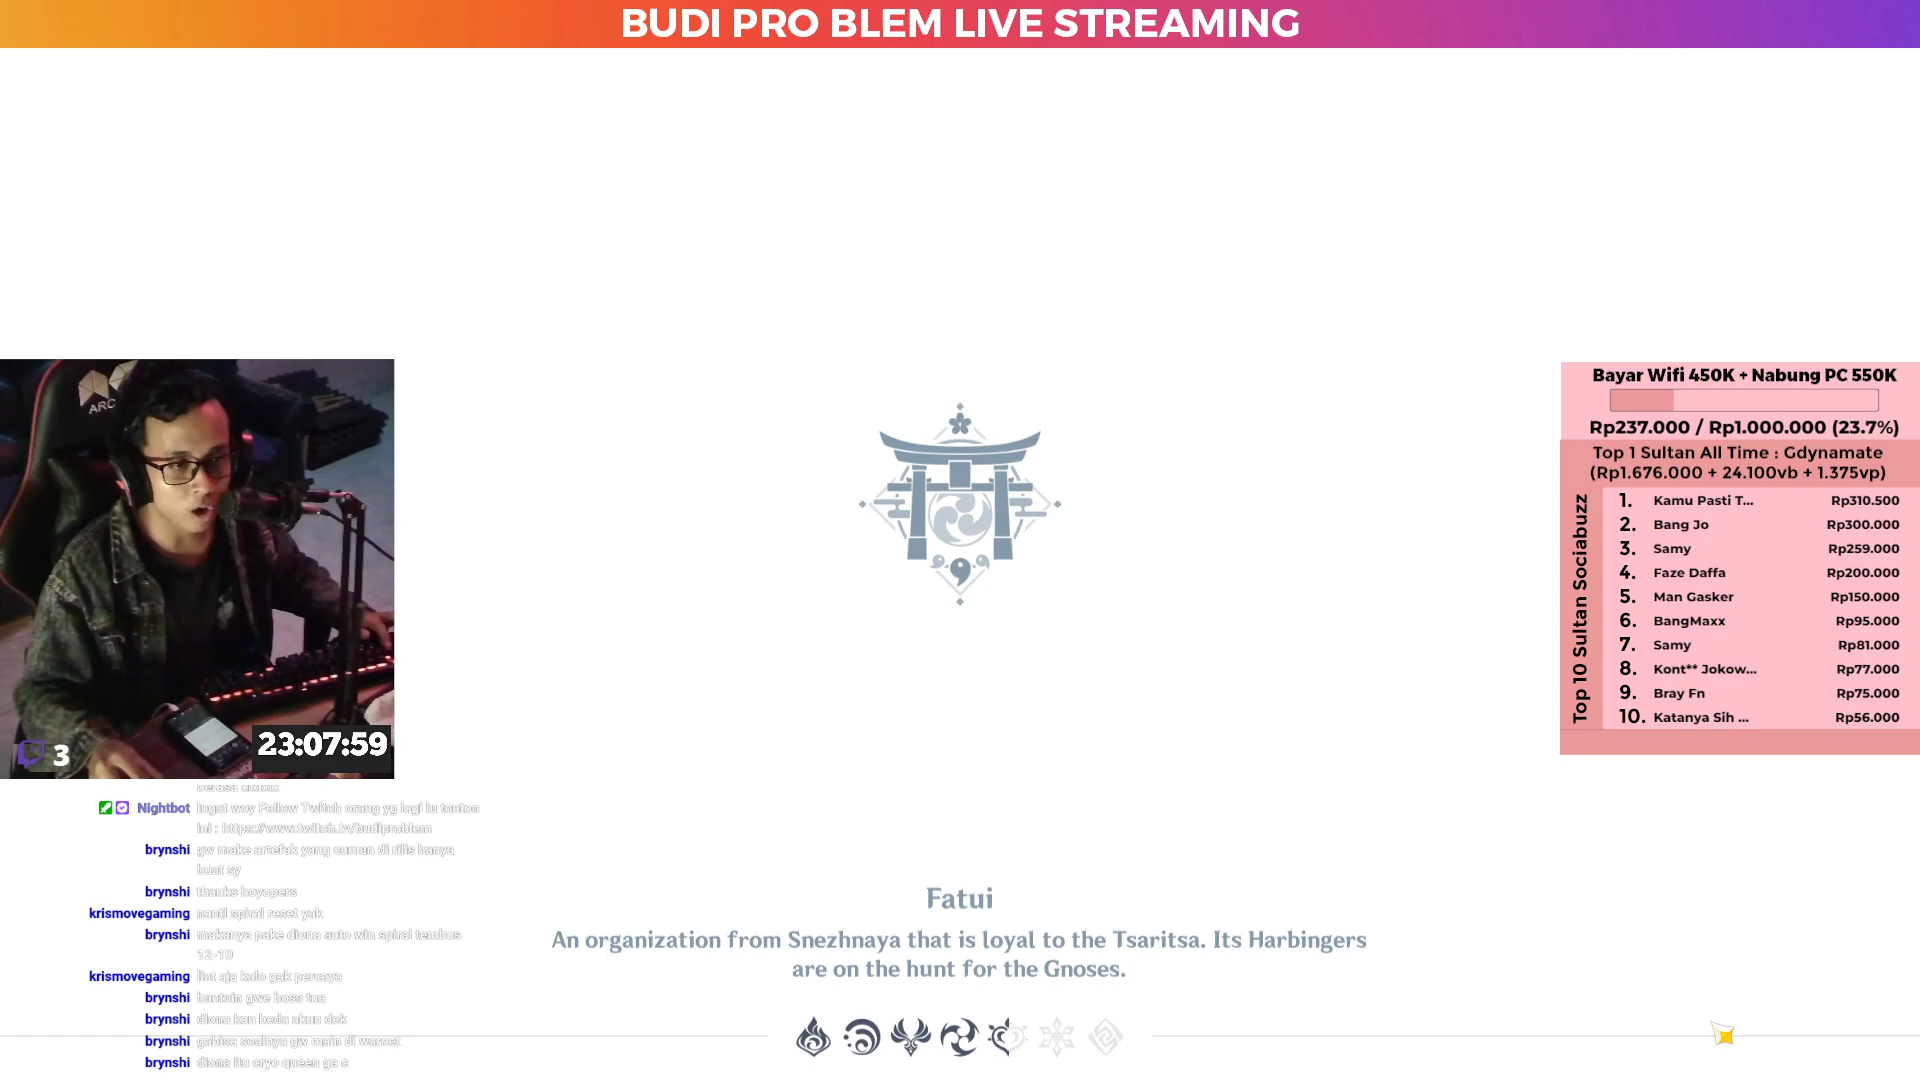 BUDI PRO BLEM LIVE STREAMING
ARC
3
23:07:59
Nightbot Ingat woy Follow Twitch orang yg lagi lu tonton
ini : https://www.twitch.tv/budiproblem
brynshi gw make artefak yang cuman di rilis hanya
buat sy
brynshi thanks hoyopers
krismovegaming nanti spiral reset yak
brynshi makanya pake diona auto win spiral tembus
12-10
krismovegaming liat aja kalo gak percaya
brynshi bantuin gwe boss tua
brynshi diona kan beda akun dek
brynshi gabisa soalnya gw main di warnet
brynshi diona itu cryo queen ga c
Fatui
An organization from Snezhnaya that is loyal to the Tsaritsa. Its Harbingers
are on the hunt for the Gnoses.
Bayar Wifi 450K + Nabung PC 550K
Rp237.000 / Rp1.000.000 (23.7%)
Top 1 Sultan All Time : Gdynamate
(Rp1.676.000 + 24.100vb + 1.375vp)
Top 10 Sultan Sociabuzz
1. Kamu Pasti T... Rp310.500
2. Bang Jo Rp300.000
3. Samy Rp259.000
4. Faze Daffa Rp200.000
5. Man Gasker Rp150.000
6. BangMaxx Rp95.000
7. Samy Rp81.000
8. Kont** Jokow... Rp77.000
9. Bray Fn Rp75.000
10. Katanya Sih ... Rp56.000